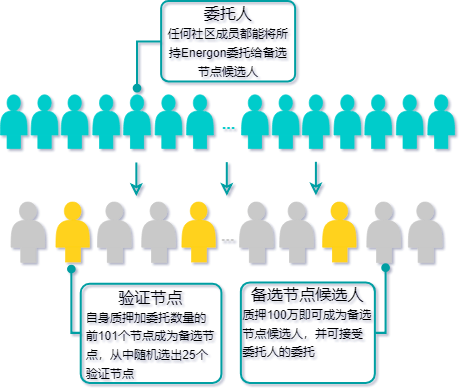 委托人
任何社区成员都能将所
持Energon委托给备选
节点候选人
...
...
验证节点
自身质押加委托数量的
前101个节点成为备选节
点，从中随机选出25个
验证节点
备选节点候选人
质押100万即可成为备选
节点候选人，并可接受
委托人的委托